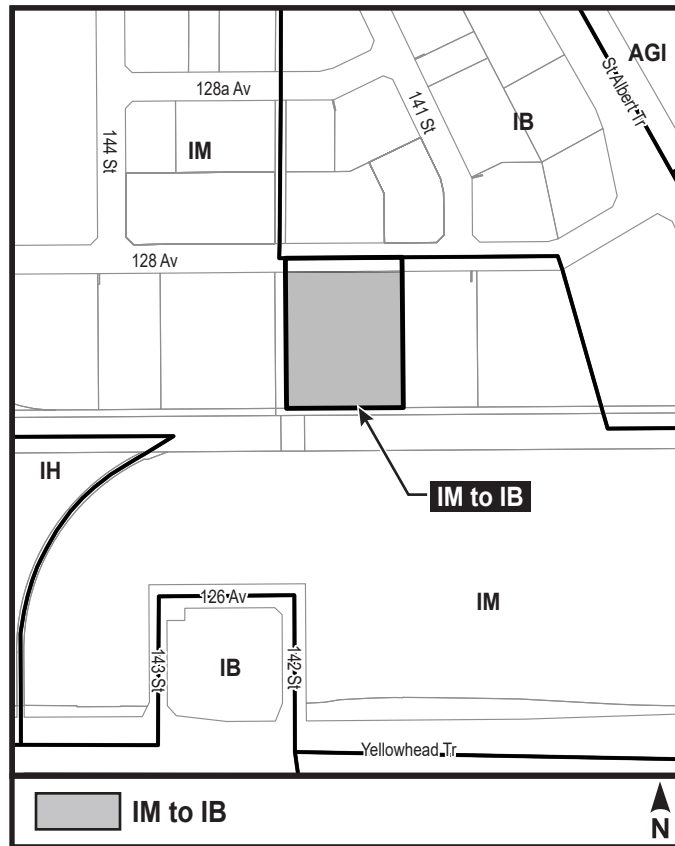 AGI
St Albert Tr
128a Av
141 St
IB
144 St
IM
128 Av
IH
IM to IB
126 Av
IM
143 St
IB
142 St
Yellowhead Tr
IM to IB
N